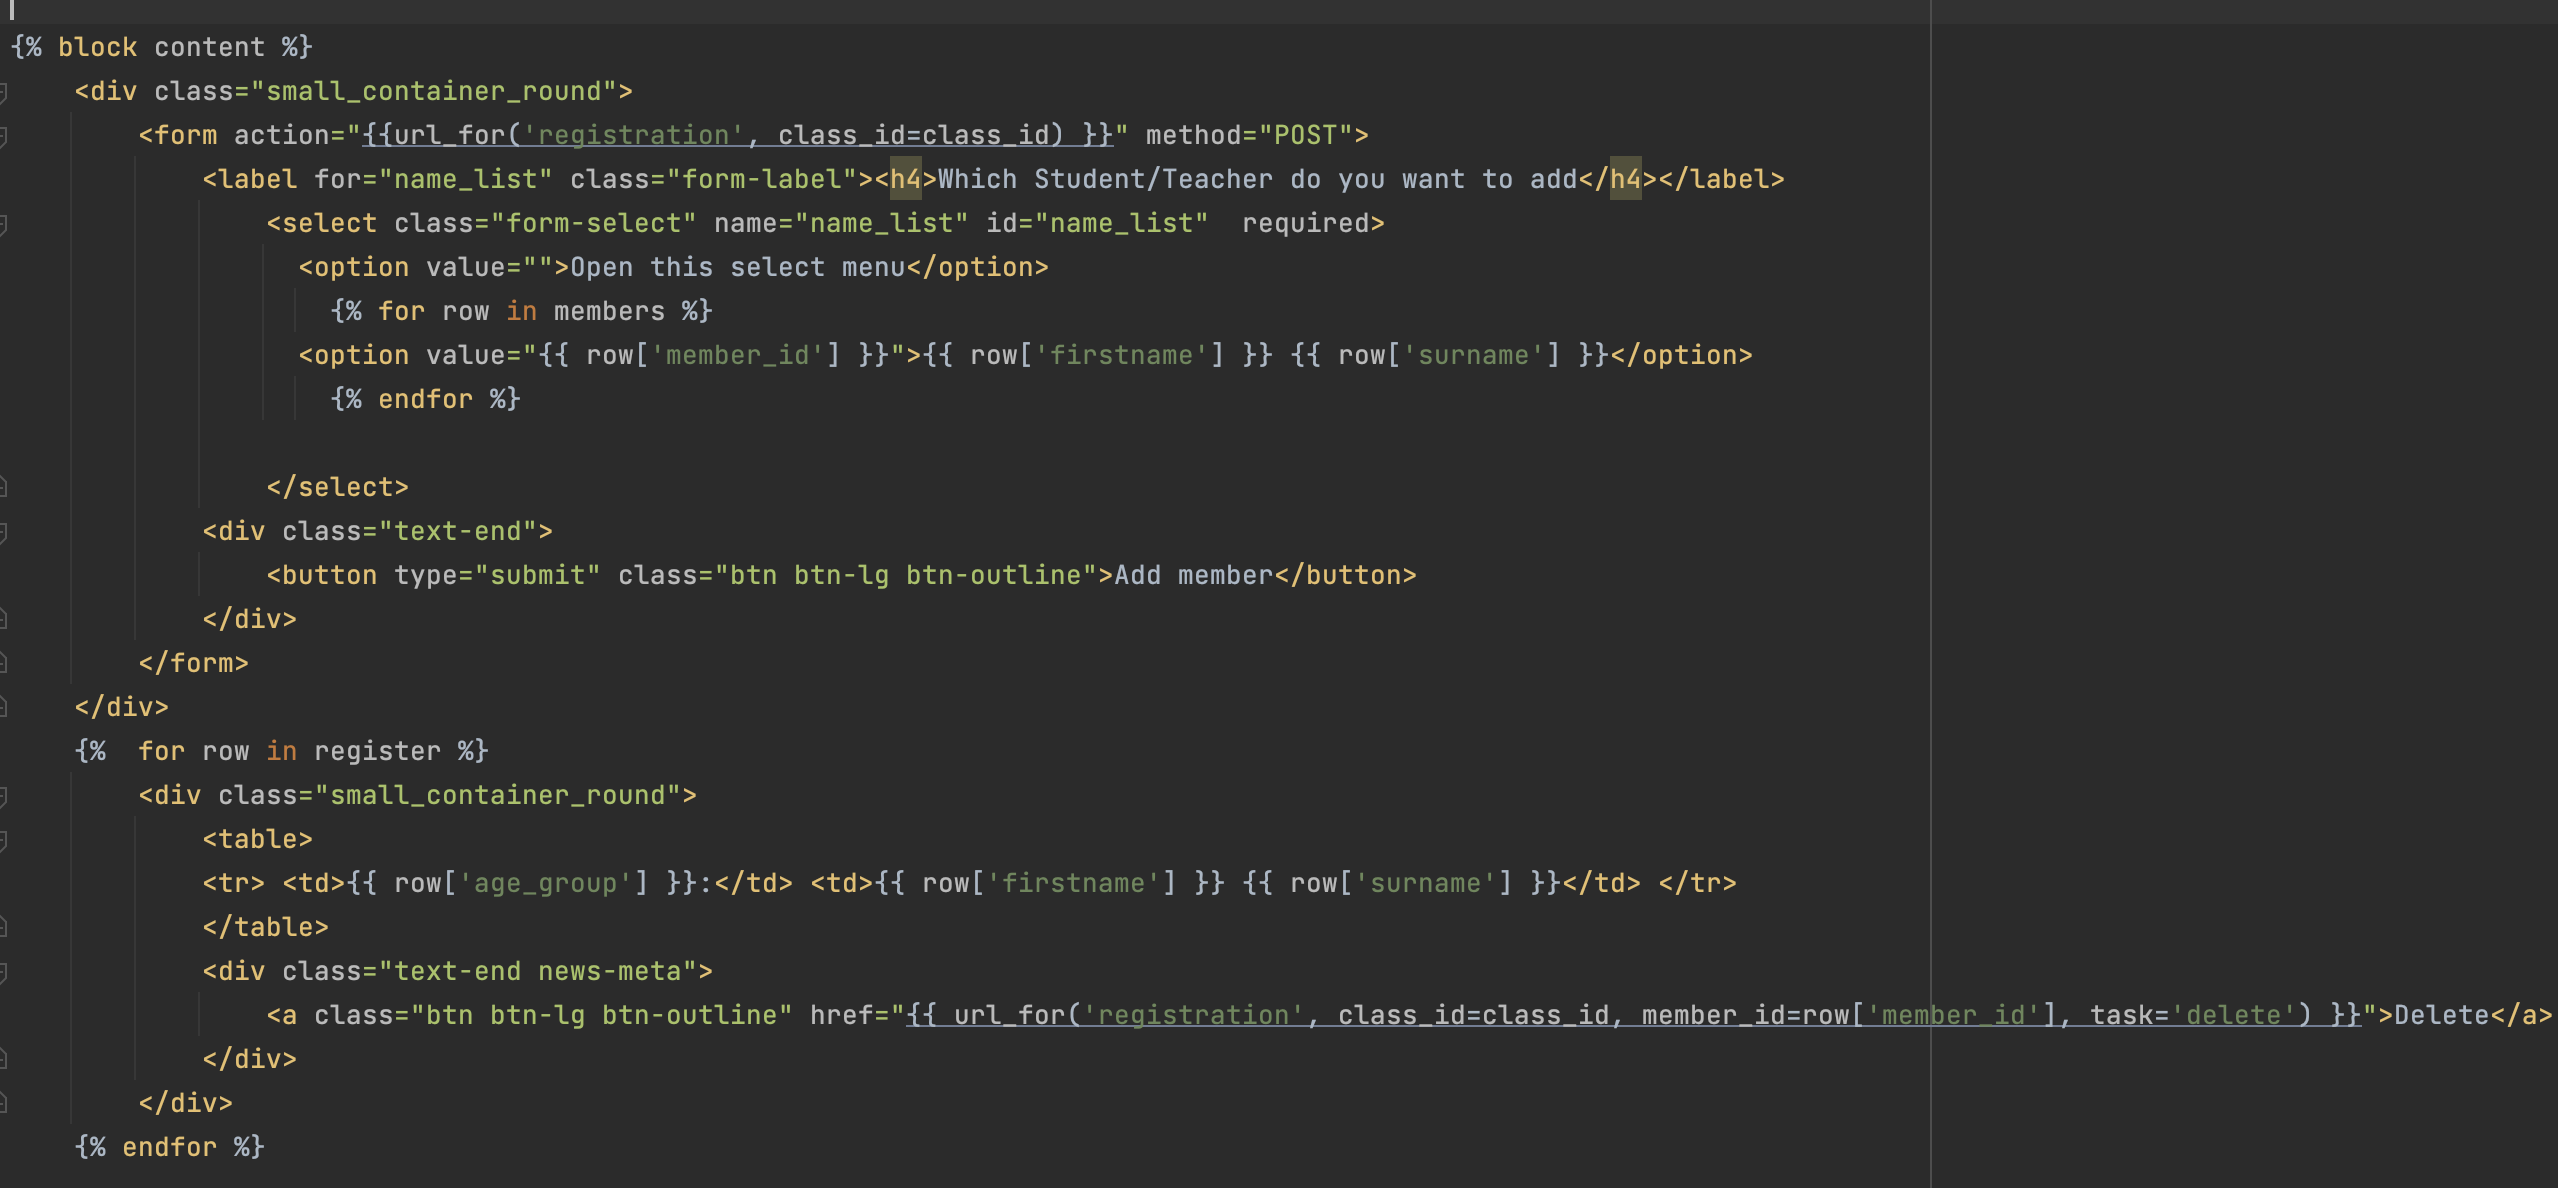 {% block content %}
<div class="small_container_round">
<form action="{{url_for('registration', class_id=class_id) }}" method="POST">
<label for="name_list" class="form-label"><h4>Which Student/Teacher do you want to add</h4></label>
<select class="form-select" name="name_list" id="name_list"  required>
<option value="">Open this select menu</option>
{% for row in members %}
<option value="{{ row['member_id'] }}">{{ row['firstname'] }} {{ row['surname'] }}</option>
{% endfor %}
</select>
<div class="text-end">
<button type="submit" class="btn btn-lg btn-outline">Add member</button>
</div>
</form>
</div>
{%  for row in register %}
<div class="small_container_round">
<table>
<tr> <td>{{ row['age_group'] }}:</td> <td>{{ row['firstname'] }} {{ row['surname'] }}</td> </tr>
</table>
<div class="text-end news-meta">
<a class="btn btn-lg btn-outline" href="{{ url_for('registration', class_id=class_id, member_id=row['member_id'], task='delete') }}">Delete</a>
</div>
</div>
{% endfor %}